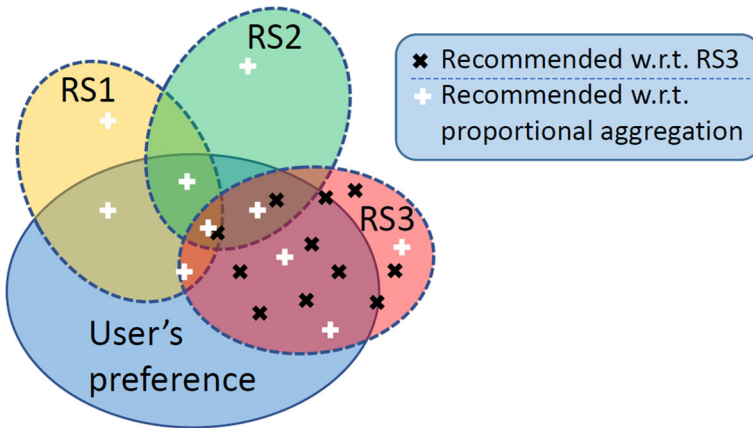 RS2
RS1
RS3
User's
preference
Recommended w.r.t. RS3
Recommended w.r.t.
proportional aggregation